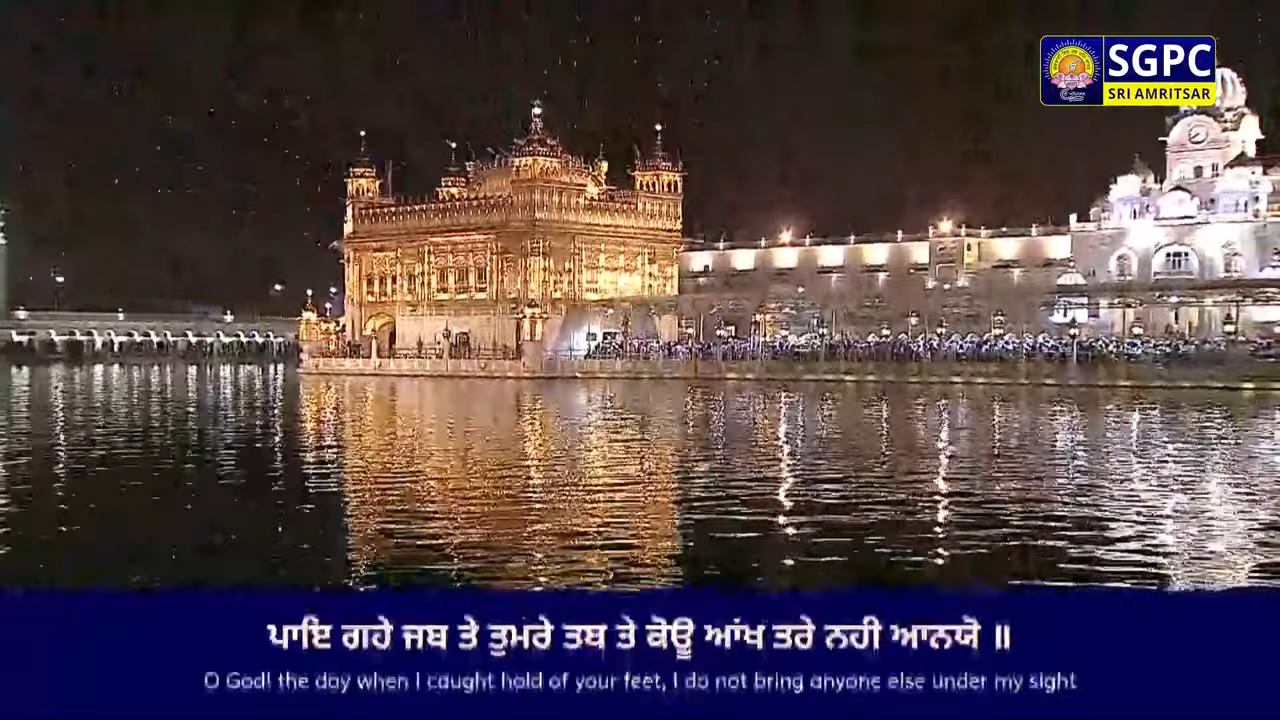 SGPC
SRI AMRITSAR
ਪਾਇ ਗਹੇ ਜਬ ਤੇ ਤੁਮਰੇ ਤਬ ਤੇ ਕੋਊ ਆਂਖ ਤਰੇ ਨਹੀ ਆਨਯੋ ॥
O God! the day when I caught hold of your feet, I do not bring anyone else under my sight